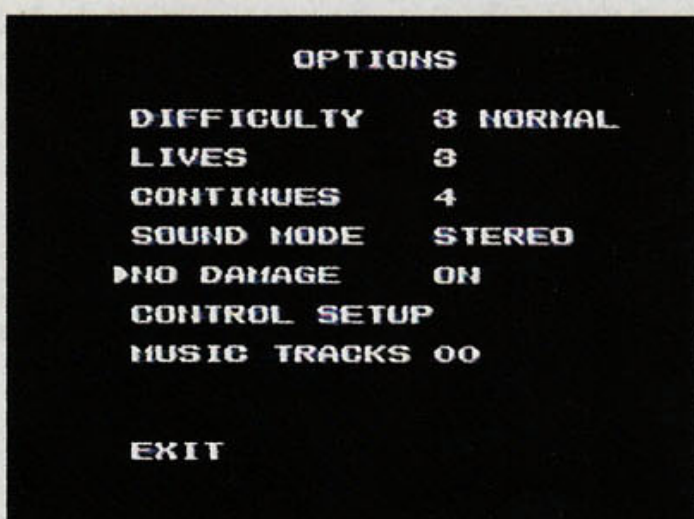 OPTIONS
DIFFICULTY 3 NORMAL
LIVES 3
CONTINUES 4
SOUND MODE STEREO
NO DAMAGE ON
CONTROL SETUP
MUSIC TRACKS 00
EXIT